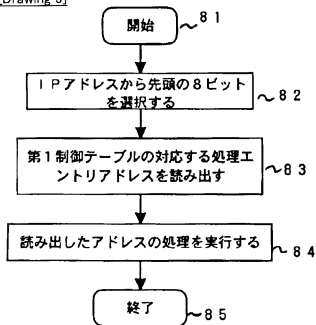 [Drawing 8]
開始
81
IPアドレスから先頭の8ビット
を選択する
82
第1制御テーブルの対応する処理エ
ントリアドレスを読み出す
83
読み出したアドレスの処理を実行する
84
終了
85